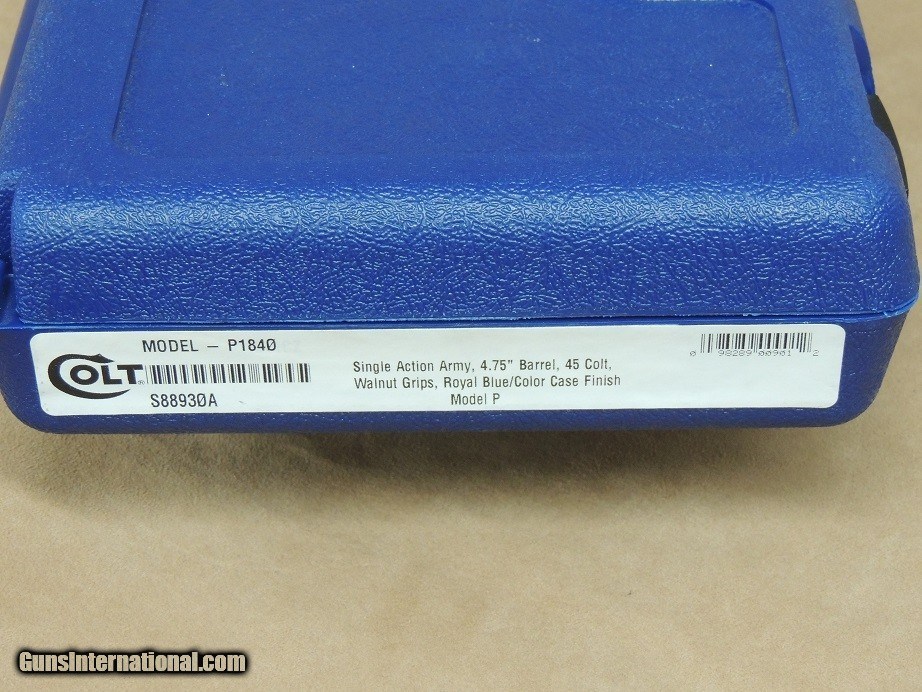 MODEL - P1840
COLT®
S88930A
Single Action Army, 4.75" Barrel, 45 Colt,
Walnut Grips, Royal Blue/Color Case Finish
Model P
0 98289 00901 2
GunsInternational.com